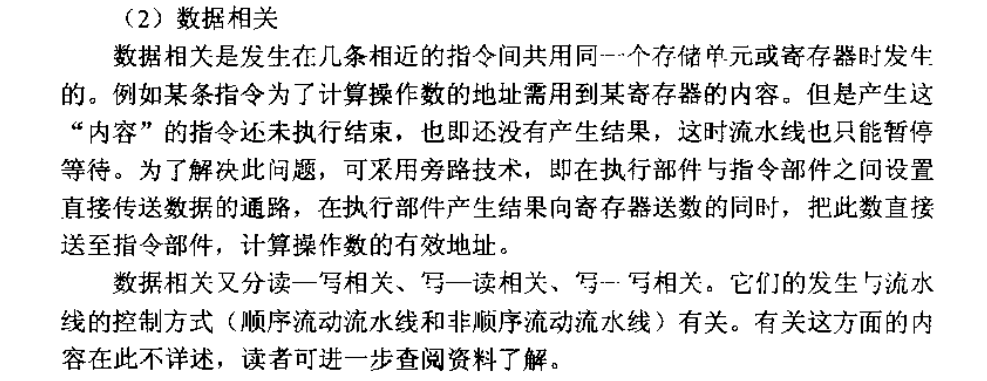 （2）数据相关
数据相关是发生在几条相近的指令间共用同一个存储单元或寄存器时发生
的。例如某条指令为了计算操作数的地址需用到某寄存器的内容。但是产生这
“内容”的指令还未执行结束，也即还没有产生结果，这时流水线也只能暂停
等待。为了解决此问题，可采用旁路技术，即在执行部件与指令部件之间设置
直接传送数据的通路，在执行部件产生结果向寄存器送数的同时，把此数直接
送至指令部件，计算操作数的有效地址。
数据相关又分读—写相关、写—读相关、写—写相关。它们的发生与流水
线的控制方式（顺序流动流水线和非顺序流动流水线）有关。有关这方面的内
容在此不详述，读者可进一步查阅资料了解。